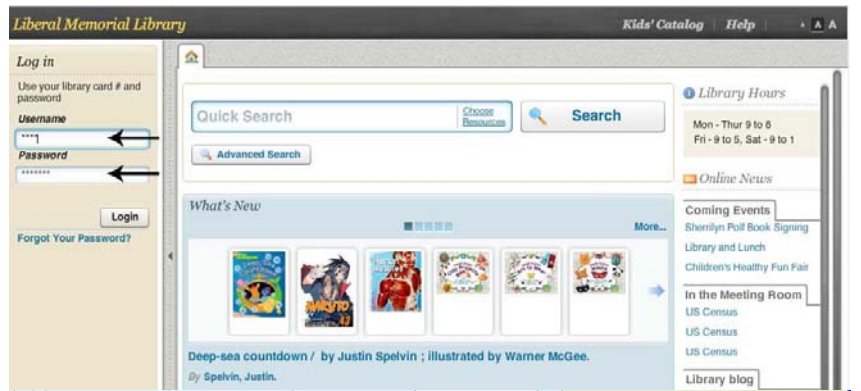 Liberal Memorial Library
Kids' Catalog Help A A
Log in
Use your library card # and
password
Username
****
Password
*******
Login
Forgot Your Password?
Quick Search
Choose
Resources
Search
Advanced Search
What's New
More...
NARUTO
Deep-sea countdown / by Justin Spelvin ; illustrated by Warner McGee.
By Spelvin, Justin.
Library Hours
Mon - Thur 9 to 8
Fri - 9 to 5, Sat - 9 to 1
Online News
Coming Events
Sherrilyn Polf Book Signing
Library and Lunch
Children's Healthy Fun Fair
In the Meeting Room
US Census
US Census
US Census
Library blog